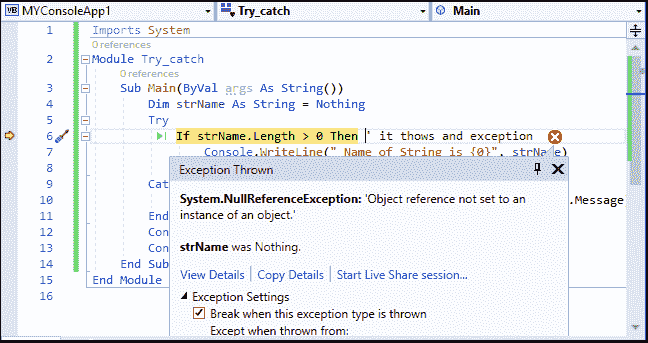 VB MYConsoleApp1 Try_catch Main
1 Imports System
0 references
2 Module Try_catch
0 references
3 Sub Main(ByVal args As String())
4 Dim strName As String = Nothing
5 Try
6 If strName.Length > 0 Then ' it thows and exception
7 Console.WriteLine(" Name of String is {0}", strName)
8
Exception Thrown
System.NullReferenceException: 'Object reference not set to an
instance of an object.'
strName was Nothing.
View Details | Copy Details | Start Live Share session...
Exception Settings
Break when this exception type is thrown
Except when thrown from:
9 Cat
10 .Message
11 End
12 Con
13 Con
14 End Sub
15 End Module
16